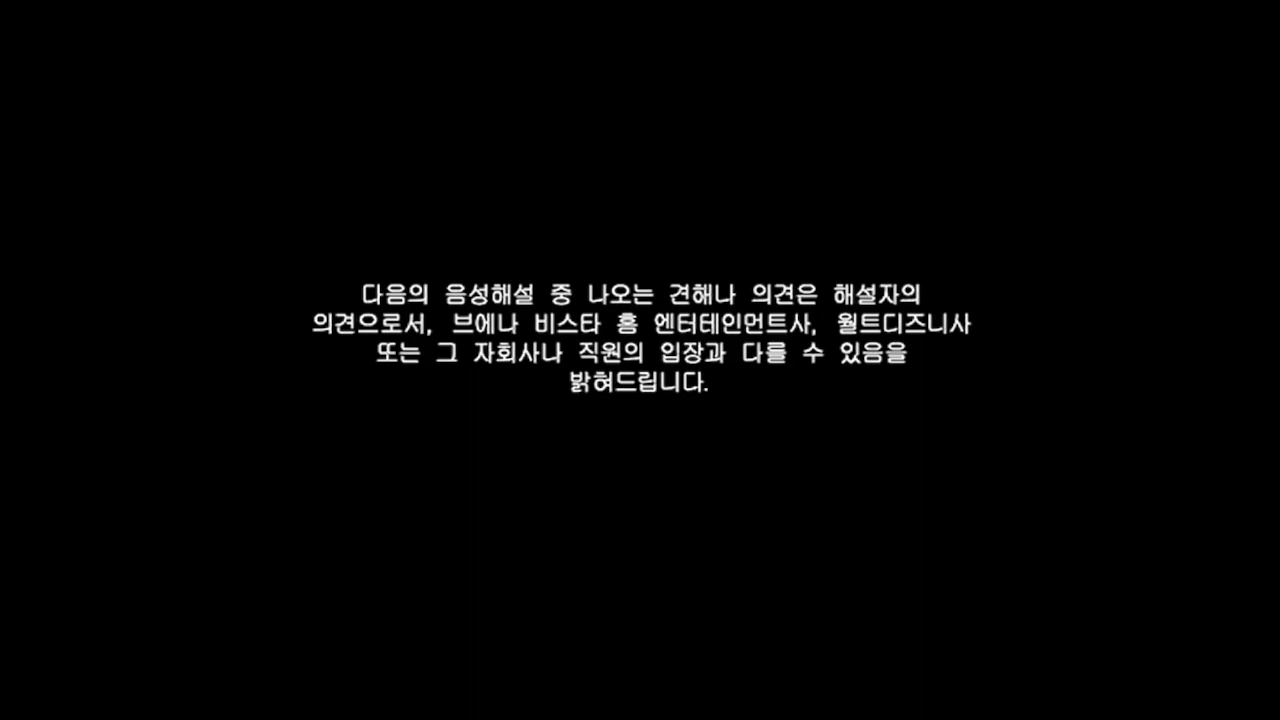 다음의 음성해설 중 나오는 견해나 의견은 해설자의
의견으로서, 브에나 비스타 홈 엔터테인먼트사, 월트디즈니사
또는 그 자회사나 직원의 입장과 다를 수 있음을
밝혀드립니다.